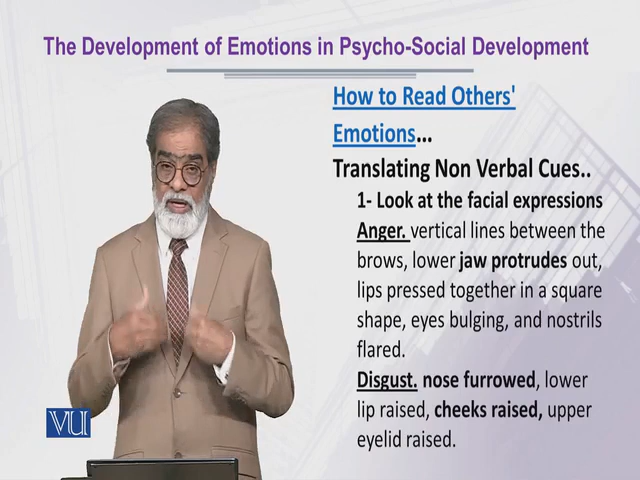 The Development of Emotions in Psycho-Social Development
How to Read Others'
Emotions...
Translating Non Verbal Cues..
1- Look at the facial expressions
Anger. vertical lines between the
brows, lower jaw protrudes out,
lips pressed together in a square
shape, eyes bulging, and nostrils
flared.
Disgust. nose furrowed, lower
lip raised, cheeks raised, upper
eyelid raised.
VU